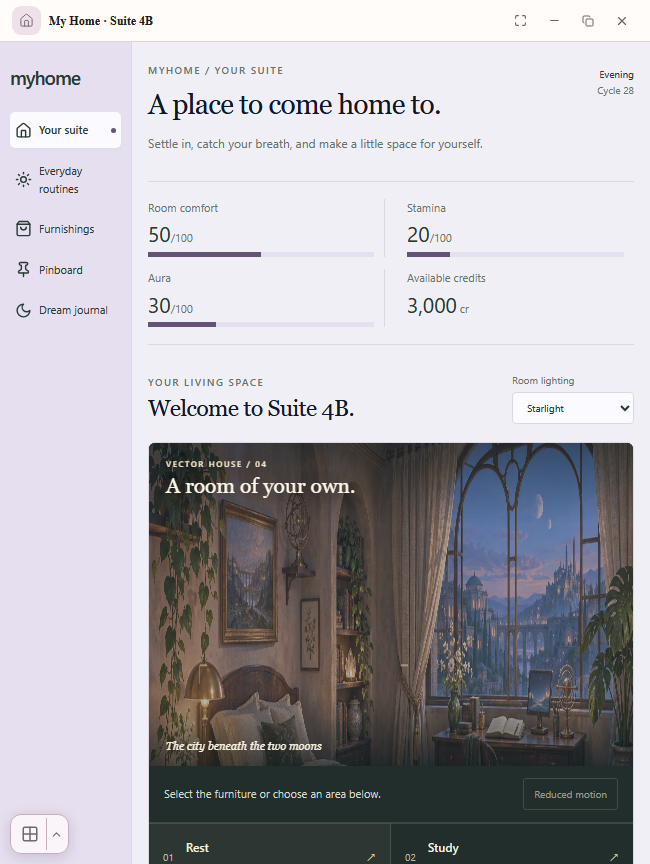 My Home · Suite 4B
myhome
Your suite
Everyday
routines
Furnishings
Pinboard
Dream journal
MYHOME / YOUR SUITE
A place to come home to.
Settle in, catch your breath, and make a little space for yourself.
Evening
Cycle 28
Room comfort
50/100
Stamina
20/100
Aura
30/100
Available credits
3,000 cr
YOUR LIVING SPACE
Welcome to Suite 4B.
Room lighting
Starlight
VECTOR HOUSE / 04
A room of your own.
The city beneath the two moons
Select the furniture or choose an area below.
Reduced motion
01 Rest
02 Study